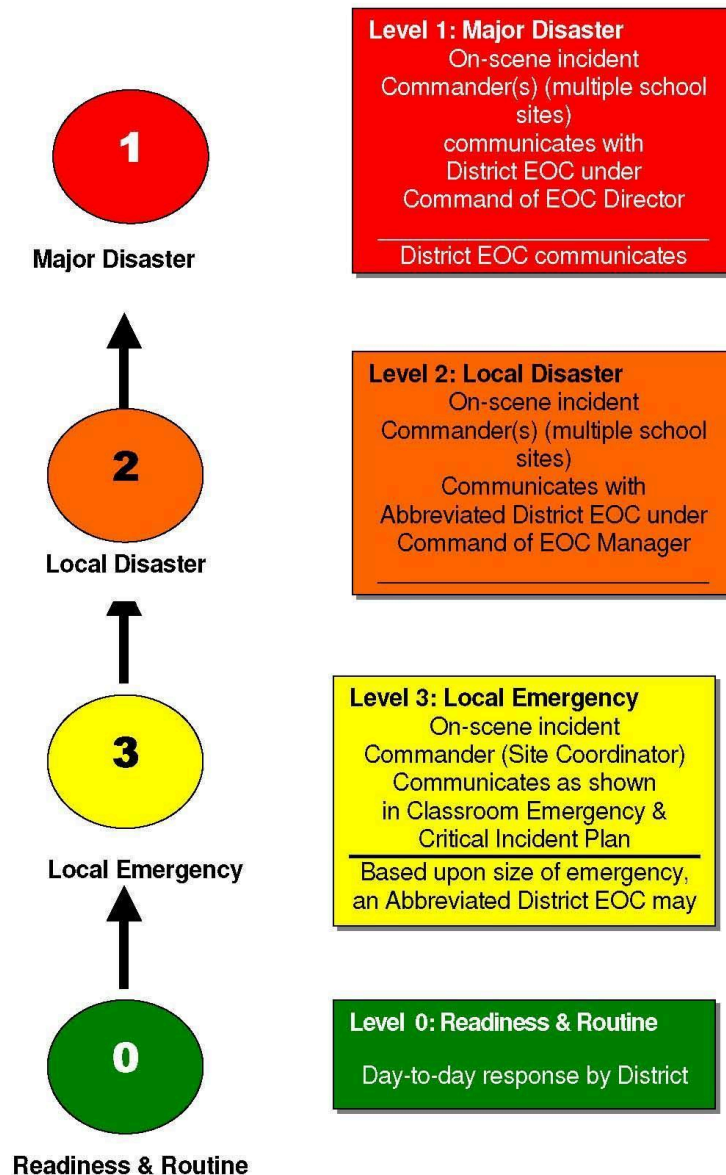 1
Major Disaster
Level 1: Major Disaster
On-scene incident
Commander(s) (multiple school
sites)
communicates with
District EOC under
Command of EOC Director
District EOC communicates
2
Local Disaster
Level 2: Local Disaster
On-scene incident
Commander(s) (multiple school
sites)
Communicates with
Abbreviated District EOC under
Command of EOC Manager
3
Local Emergency
Level 3: Local Emergency
On-scene incident
Commander (Site Coordinator)
Communicates as shown
in Classroom Emergency &
Critical Incident Plan
Based upon size of emergency,
an Abbreviated District EOC may
0
Readiness & Routine
Level 0: Readiness & Routine
Day-to-day response by District